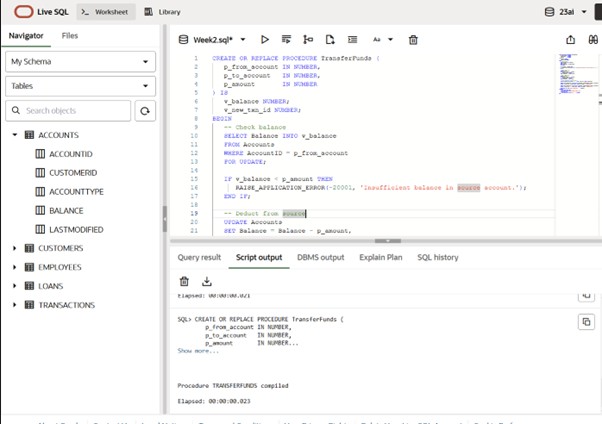 Live SQL
Worksheet
Library
23ai
Navigator
Files
My Schema
Tables
Search objects
ACCOUNTS
ACCOUNTID
CUSTOMERID
ACCOUNTTYPE
BALANCE
LASTMODIFIED
CUSTOMERS
EMPLOYEES
LOANS
TRANSACTIONS
Week2.sql*
Aa
1 CREATE OR REPLACE PROCEDURE TransferFunds (
2 p_from_account IN NUMBER,
3 p_to_account IN NUMBER,
4 p_amount IN NUMBER
5 ) IS
6 v_balance NUMBER;
7 v_new_txn_id NUMBER;
8 BEGIN
9 -- Check balance
10 SELECT Balance INTO v_balance
11 FROM Accounts
12 WHERE AccountID = p_from_account
13 FOR UPDATE;
14
15 IF v_balance < p_amount THEN
16 RAISE_APPLICATION_ERROR(-20001, 'Insufficient balance in source account.');
17 END IF;
18
19 -- Deduct from source
20 UPDATE Accounts
21 SET Balance = Balance - p_amount,
Query result
Script output
DBMS output
Explain Plan
SQL history
Elapsed: 00:00:00.021
SQL> CREATE OR REPLACE PROCEDURE TransferFunds (
p_from_account IN NUMBER,
p_to_account IN NUMBER,
p_amount IN NUMBER...
Show more...
Procedure TRANSFERFUNDS compiled
Elapsed: 00:00:00.023